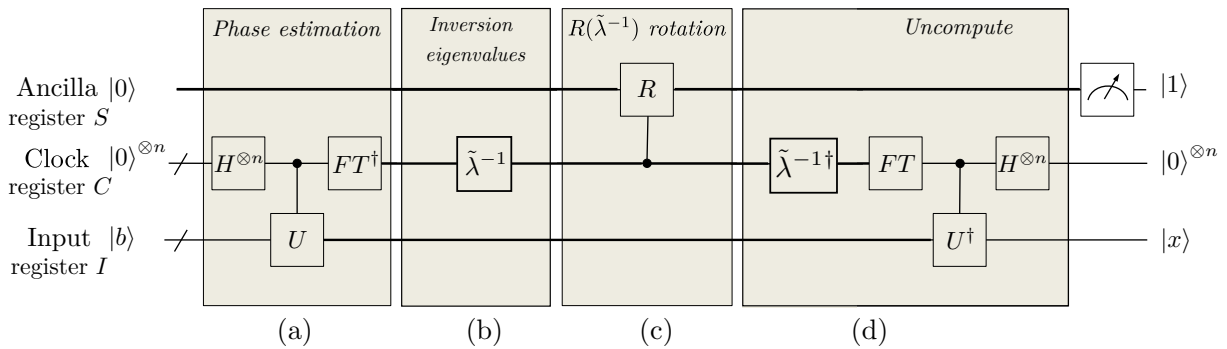 Phase estimation
Inversion
eigenvalues
R(λ̃⁻¹) rotation
Uncompute
Ancilla |0⟩
register S
R
|1⟩
Clock |0⟩⊗n
register C
H⊗n
FT†
λ̃⁻¹
λ̃⁻¹†
FT
H⊗n
|0⟩⊗n
Input |b⟩
register I
U
U†
|x⟩
(a)
(b)
(c)
(d)